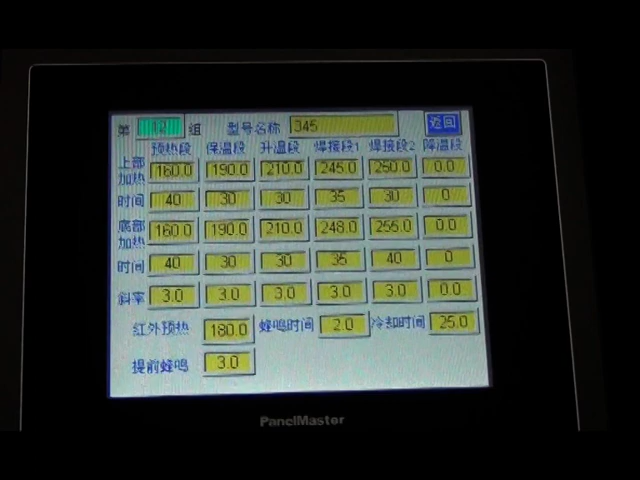 第 12 组 型号名称 345 返回
预热段 保温段 升温段 焊接段1 焊接段2 降温段
上部加热 160.0 190.0 210.0 245.0 250.0 0.0
时间 40 30 30 35 30 0
底部加热 160.0 190.0 210.0 248.0 255.0 0.0
时间 40 30 30 35 40 0
斜率 3.0 3.0 3.0 3.0 3.0 0.0
红外预热 180.0 蜂鸣时间 2.0 冷却时间 25.0
提前蜂鸣 3.0
PanelMaster